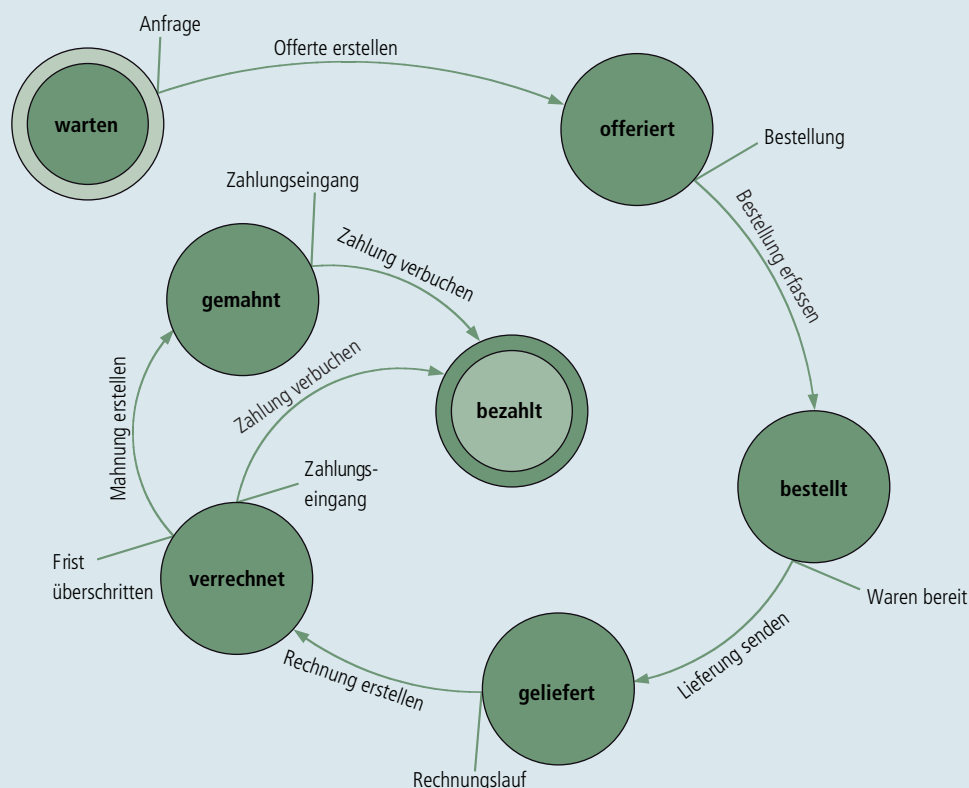 Anfrage
Offerte erstellen
warten
offeriert
Bestellung
Zahlungseingang
Zahlung verbuchen
Bestellung erfassen
gemahnt
Zahlung verbuchen
Mahnung erstellen
bezahlt
Zahlungs-
eingang
bestellt
Frist
überschritten
verrechnet
Waren bereit
Lieferung senden
Rechnung erstellen
geliefert
Rechnungslauf